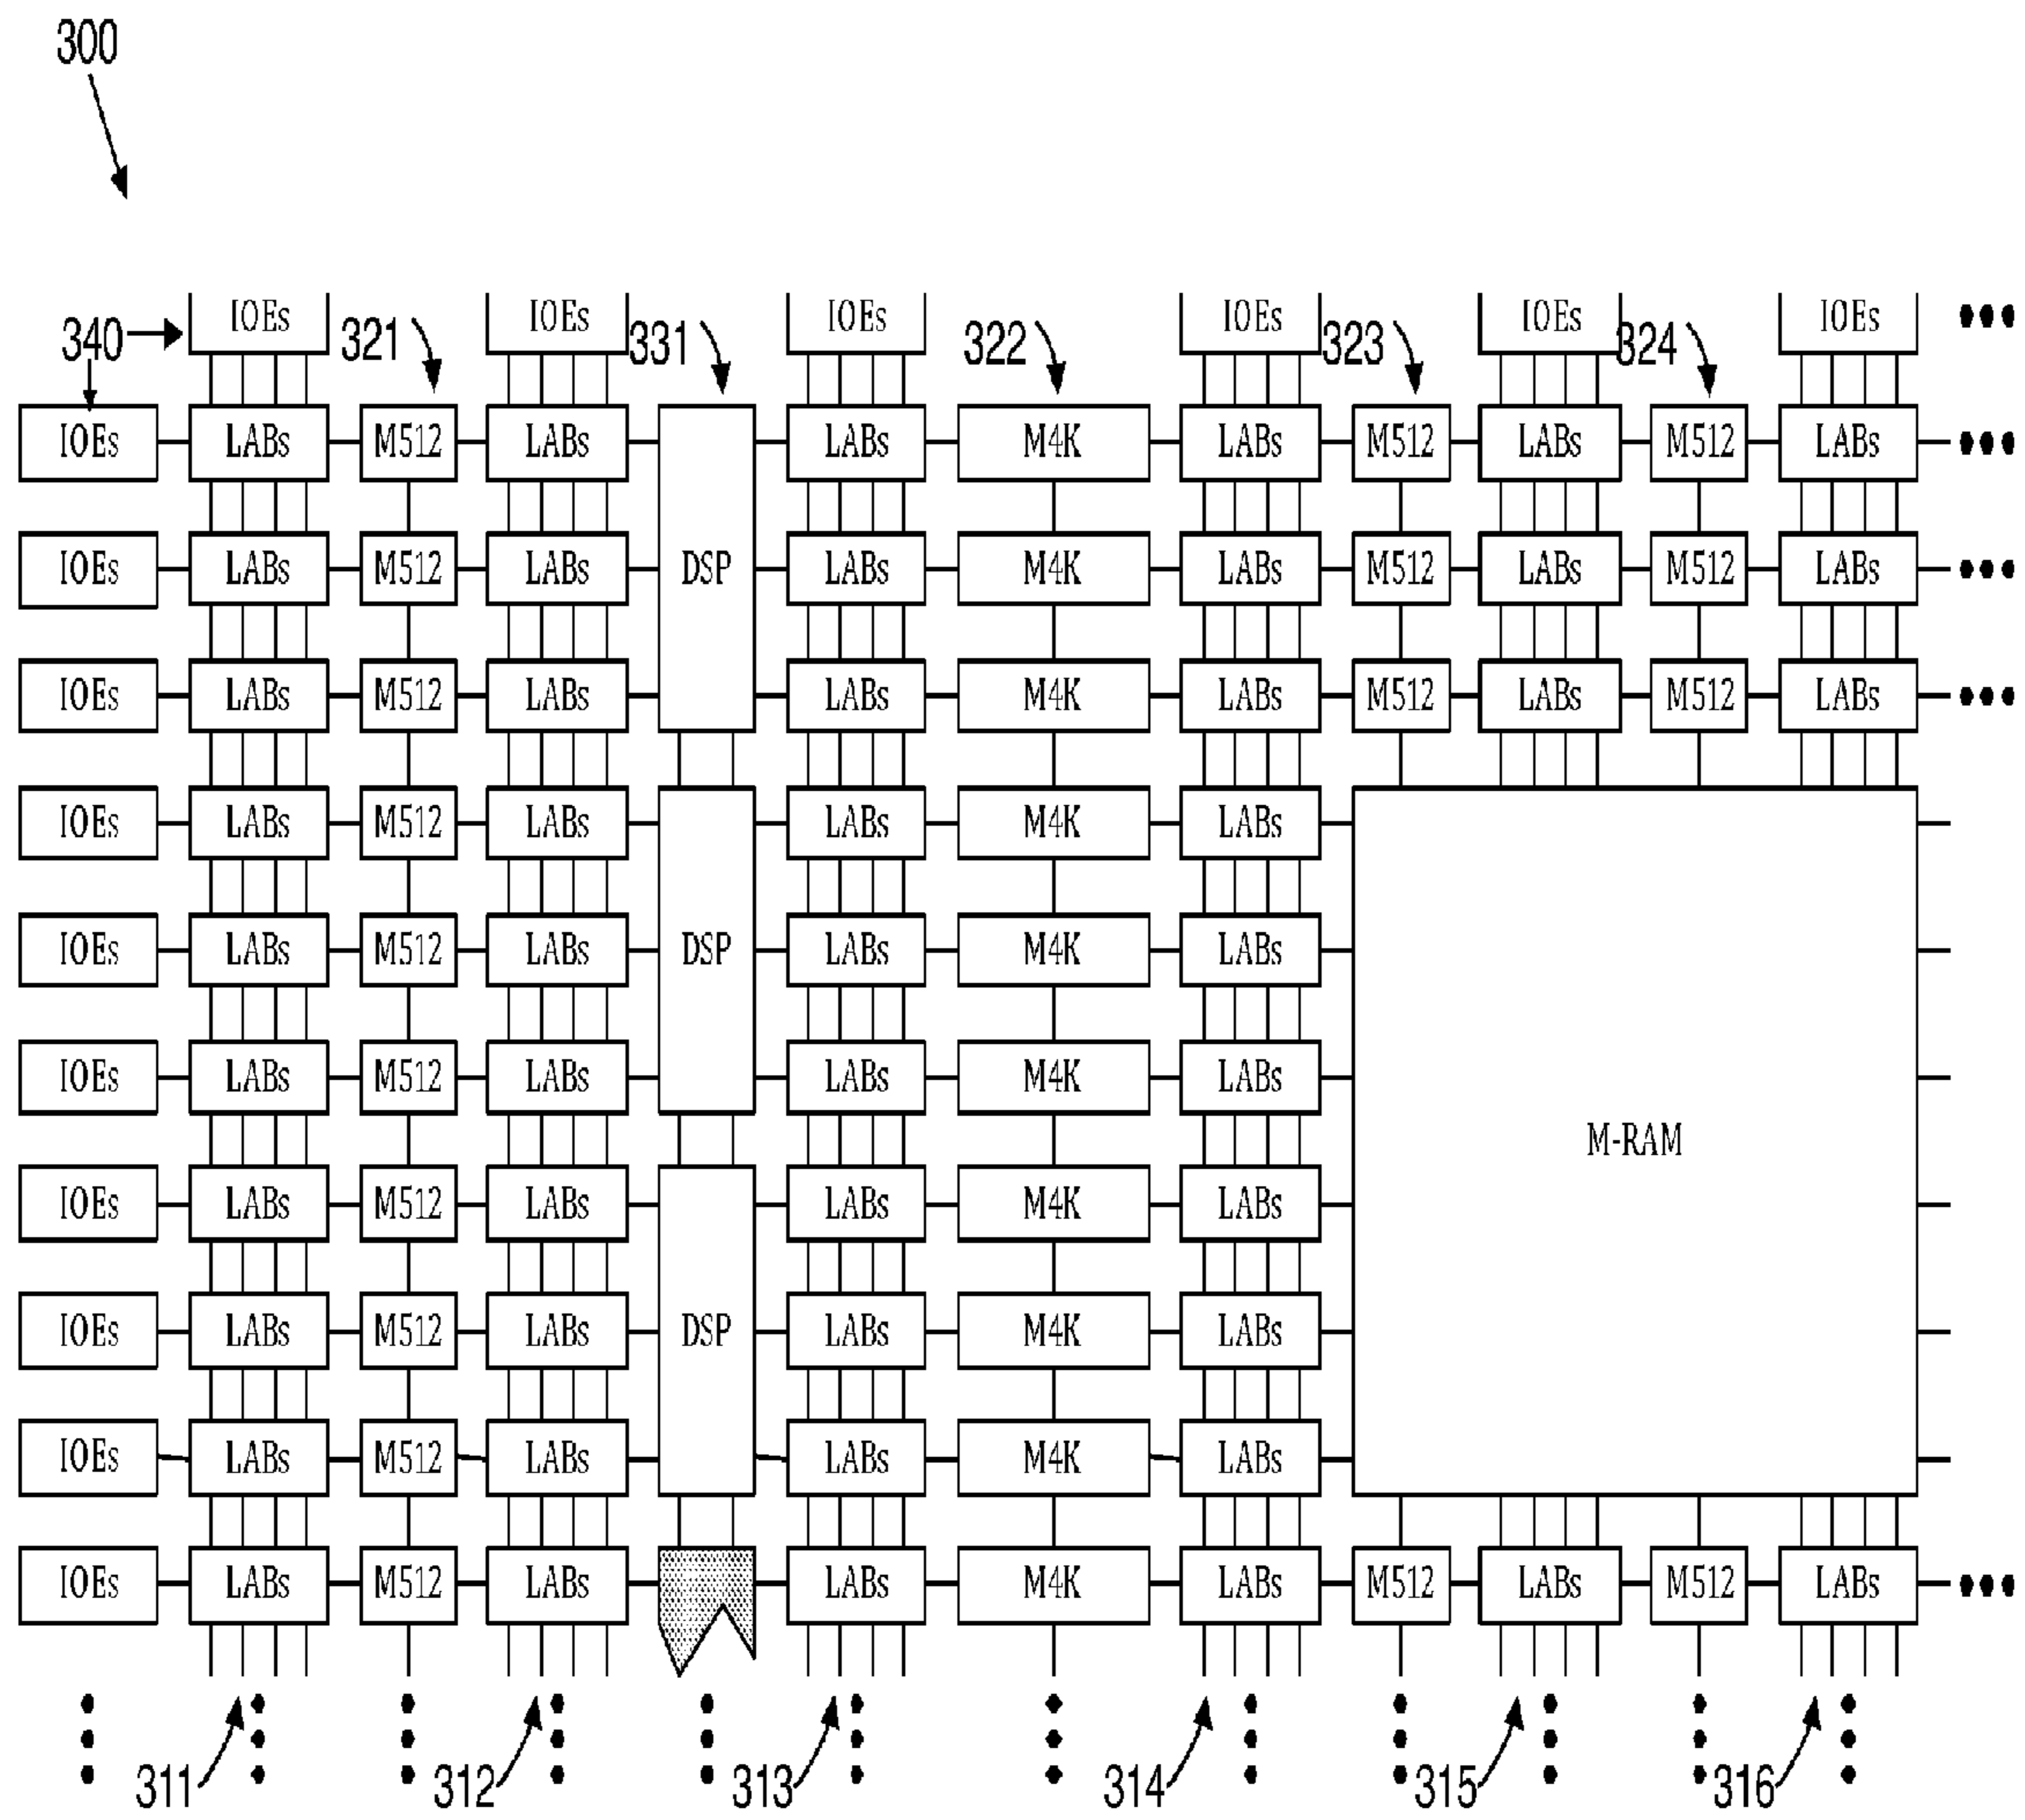 300
IOEs IOEs IOEs IOEs IOEs IOEs
340 321 331 322 323 324
IOEs LABs M512 LABs LABs M4K LABs M512 LABs M512 LABs
IOEs LABs M512 LABs DSP LABs M4K LABs M512 LABs M512 LABs
IOEs LABs M512 LABs LABs M4K LABs M512 LABs M512 LABs
IOEs LABs M512 LABs LABs M4K LABs
IOEs LABs M512 LABs DSP LABs M4K LABs
IOEs LABs M512 LABs LABs M4K LABs
M-RAM
IOEs LABs M512 LABs LABs M4K LABs
IOEs LABs M512 LABs DSP LABs M4K LABs
IOEs LABs M512 LABs LABs M4K LABs
IOEs LABs M512 LABs LABs M4K LABs M512 LABs M512 LABs
311 312 313 314 315 316